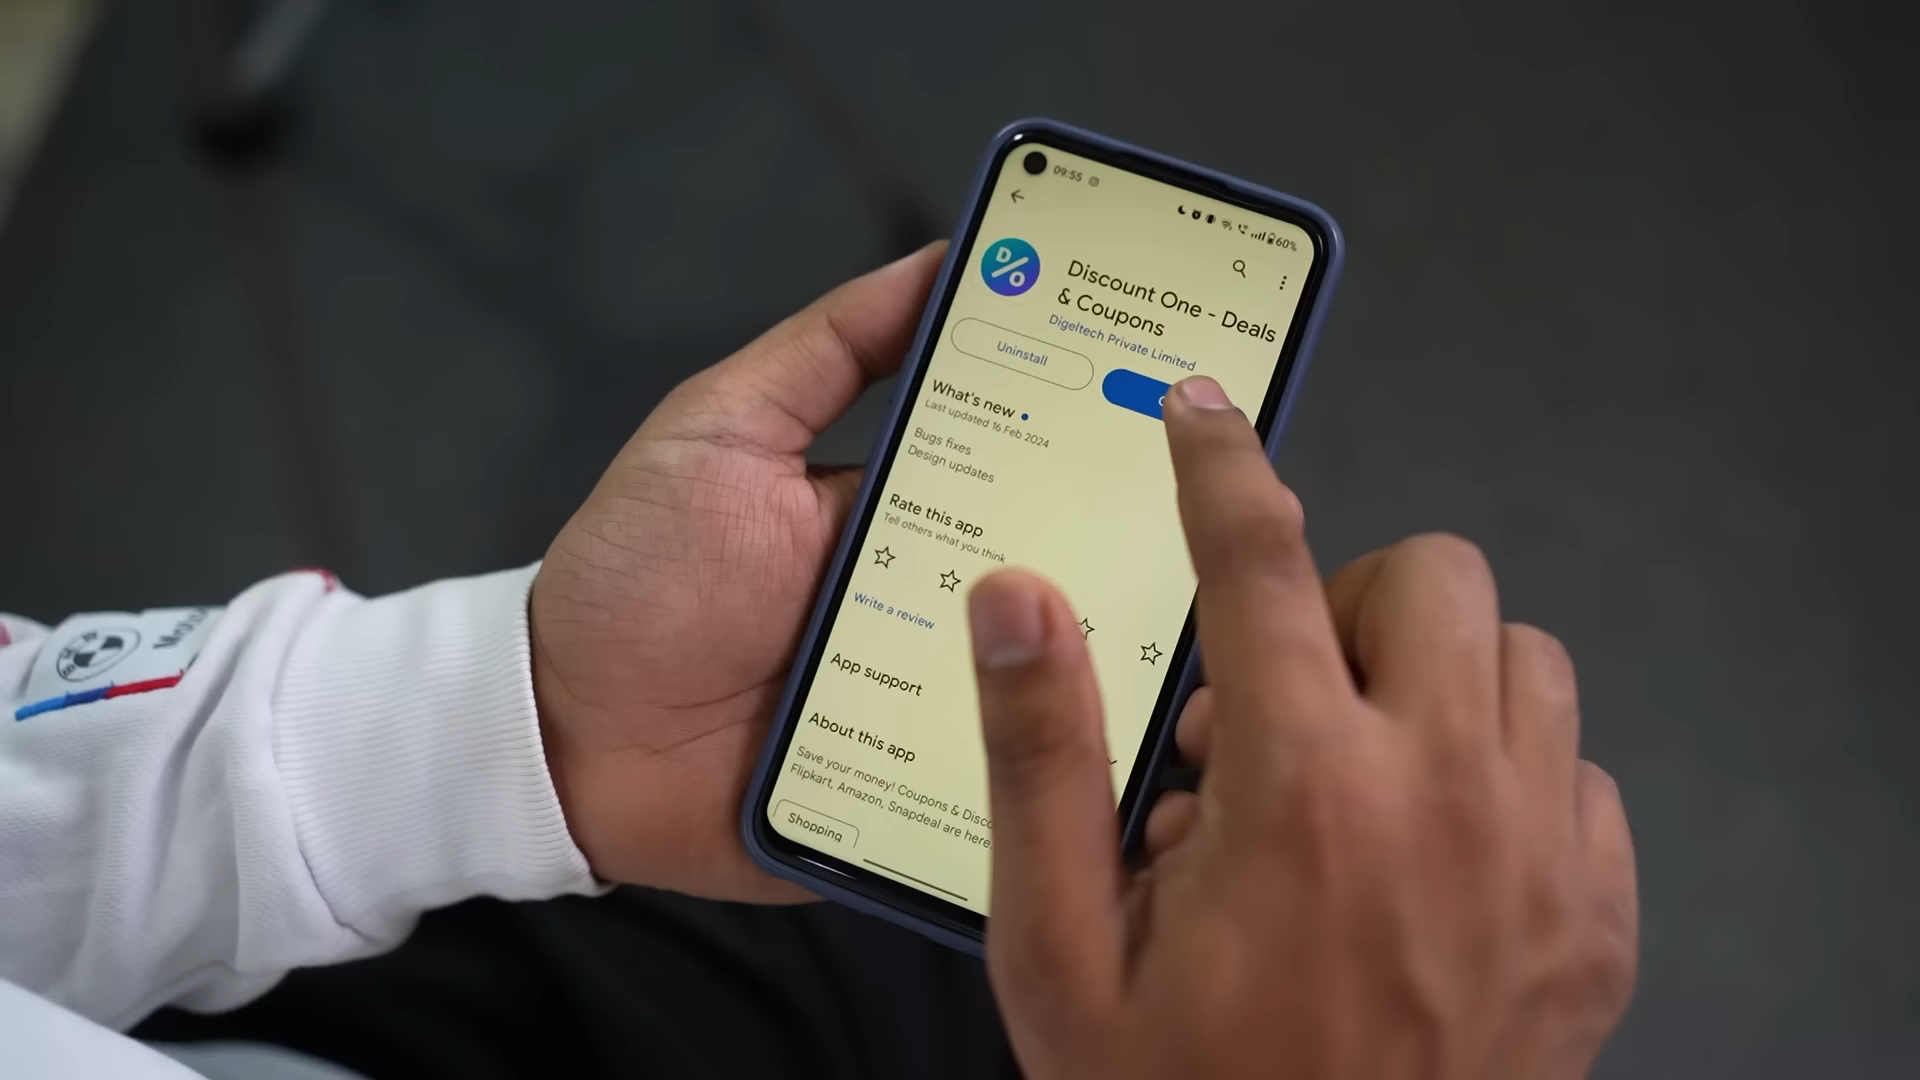 09:55
60%
Discount One - Deals
& Coupons
Digeltech Private Limited
Uninstall
What's new
Last updated 16 Feb 2024
Bugs fixes
Design updates
Rate this app
Tell others what you think
Write a review
App support
About this app
Save your money! Coupons &
Flipkart, Amazon, Snapdeal are here.
Shopping